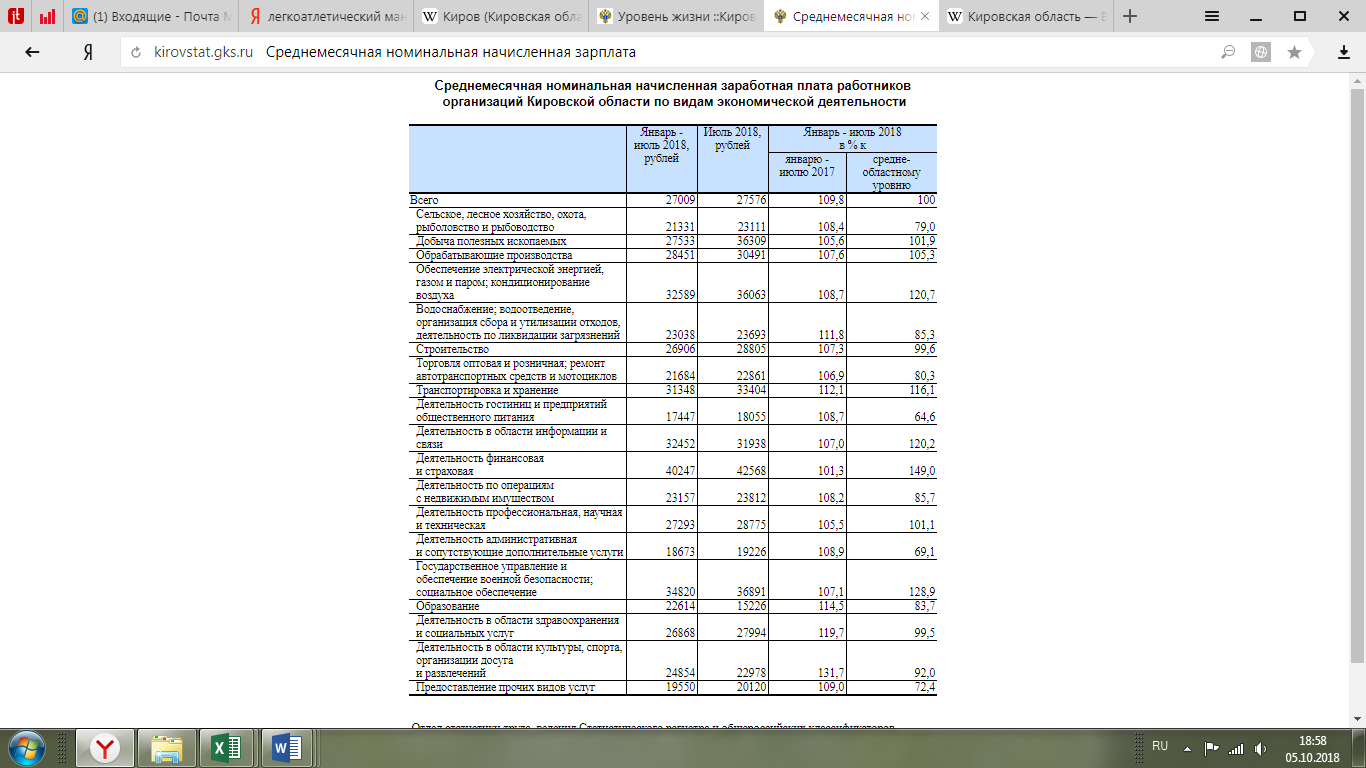 (1) Входящие - Почта М
легкоатлетический ман
Киров (Кировская обла
Уровень жизни ::Киров
Среднемесячная ном
Кировская область — В
kirovstat.gks.ru Среднемесячная номинальная начисленная зарплата
Среднемесячная номинальная начисленная заработная плата работников
организаций Кировской области по видам экономической деятельности
Январь -
июль 2018,
рублей
Июль 2018,
рублей
Январь - июль 2018
в % к
январю -
июлю 2017
средне-
областному
уровню
Всего 27009 27576 109,8 100
Сельское, лесное хозяйство, охота,
рыболовство и рыбоводство 21331 23111 108,4 79,0
Добыча полезных ископаемых 27533 36309 105,6 101,9
Обрабатывающие производства 28451 30491 107,6 105,3
Обеспечение электрической энергией,
газом и паром; кондиционирование
воздуха 32589 36063 108,7 120,7
Водоснабжение; водоотведение,
организация сбора и утилизации отходов,
деятельность по ликвидации загрязнений 23038 23693 111,8 85,3
Строительство 26906 28805 107,3 99,6
Торговля оптовая и розничная; ремонт
автотранспортных средств и мотоциклов 21684 22861 106,9 80,3
Транспортировка и хранение 31348 33404 112,1 116,1
Деятельность гостиниц и предприятий
общественного питания 17447 18055 108,7 64,6
Деятельность в области информации и
связи 32452 31938 107,0 120,2
Деятельность финансовая
и страховая 40247 42568 101,3 149,0
Деятельность по операциям
с недвижимым имуществом 23157 23812 108,2 85,7
Деятельность профессиональная, научная
и техническая 27293 28775 105,5 101,1
Деятельность административная
и сопутствующие дополнительные услуги 18673 19226 108,9 69,1
Государственное управление и
обеспечение военной безопасности;
социальное обеспечение 34820 36891 107,1 128,9
Образование 22614 15226 114,5 83,7
Деятельность в области здравоохранения
и социальных услуг 26868 27994 119,7 99,5
Деятельность в области культуры, спорта,
организации досуга
и развлечений 24854 22978 131,7 92,0
Предоставление прочих видов услуг 19550 20120 109,0 72,4
Отдел статистики труда, ведения Статистического регистра и общероссийских классификаторов
RU
18:58
05.10.2018